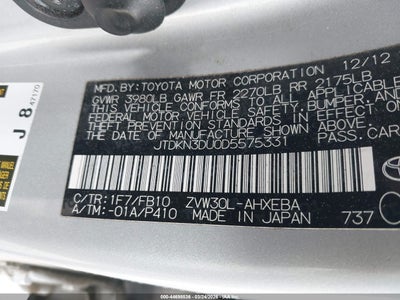 MFD.BY:TOYOTA MOTOR CORPORATION 12/12
GVWR 3980LB GAWR FR 2270LB RR 2175LB
THIS VEHICLE CONFORMS TO ALL APPLICABLE
FEDERAL MOTOR VEHICLE SAFETY, BUMPER, AND
THEFT PREVENTION STANDARDS IN EFFECT ON
THE DATE OF MANUFACTURE SHOWN ABOVE.
JTDKN3DU0D5575331 PASS.CAR
C/TR:1F7/FB10 ZVW30L-AHXEBA
A/TM:-01A/P410 MADE IN JAPAN 737
J 8
47170